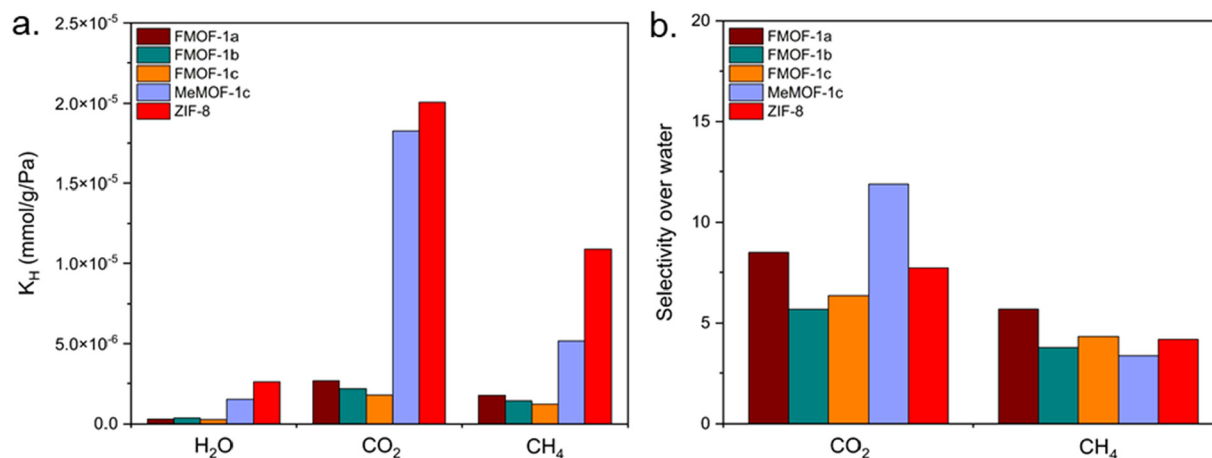 a.
FMOF-1a
FMOF-1b
FMOF-1c
MeMOF-1c
ZIF-8
K_H (mmol/g/Pa)
2.5×10⁻⁵
2.0×10⁻⁵
1.5×10⁻⁵
1.0×10⁻⁵
5.0×10⁻⁶
0.0
H₂O CO₂ CH₄
b.
FMOF-1a
FMOF-1b
FMOF-1c
MeMOF-1c
ZIF-8
Selectivity over water
20
15
10
5
0
CO₂ CH₄